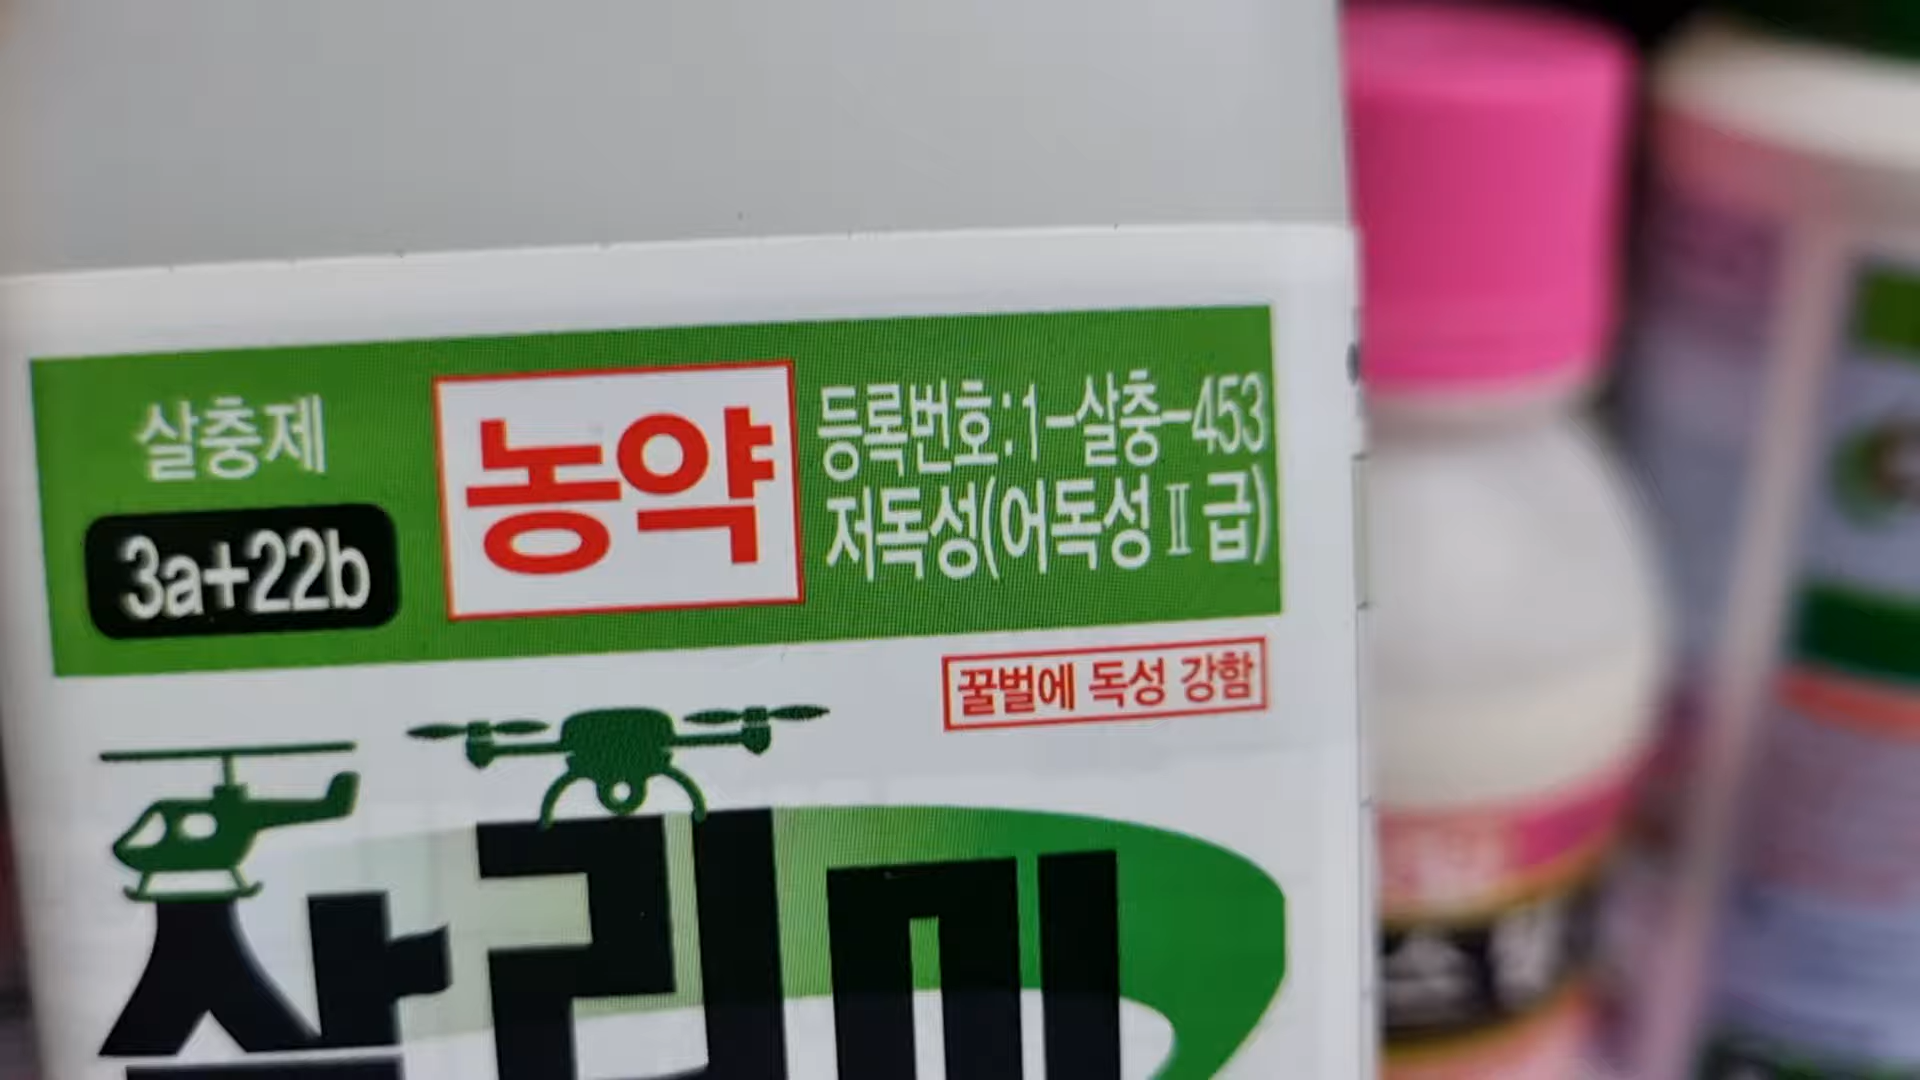 살충제
3a+22b
농약
등록번호:1-살충-453
저독성(어독성Ⅱ급)
꿀벌에 독성 강함